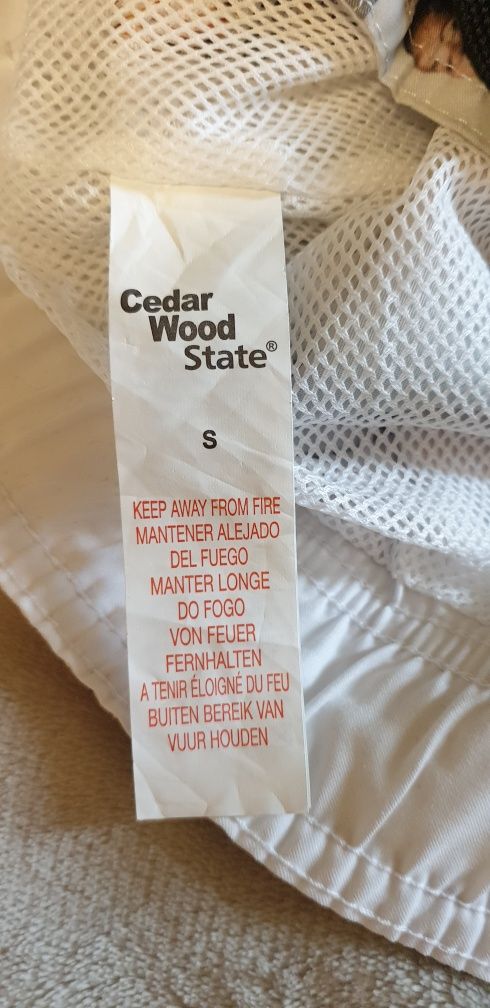 Cedar
Wood
State®
S
KEEP AWAY FROM FIRE
MANTENER ALEJADO
DEL FUEGO
MANTER LONGE
DO FOGO
VON FEUER
FERNHALTEN
A TENIR ÉLOIGNÉ DU FEU
BUITEN BEREIK VAN
VUUR HOUDEN